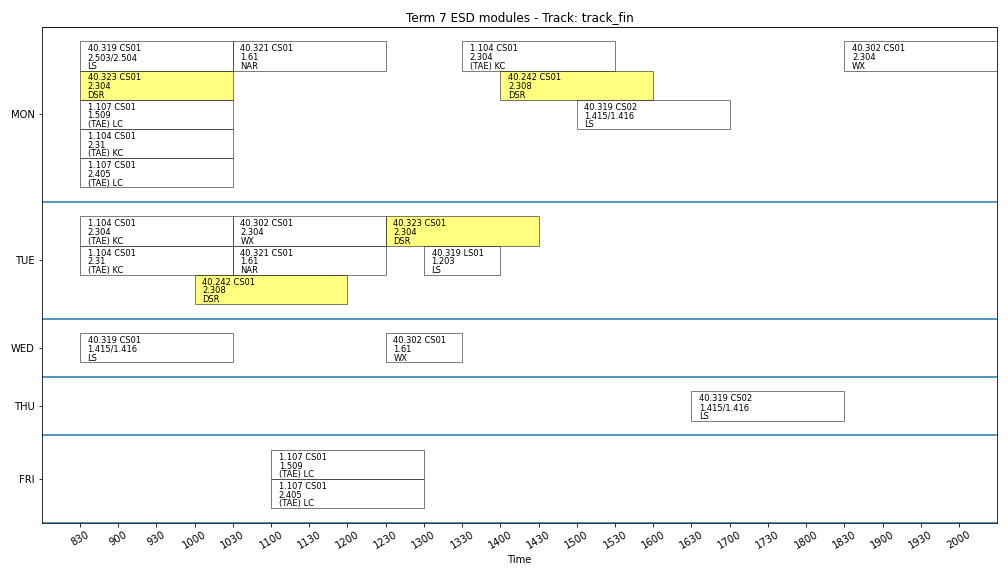 Term 7 ESD modules - Track: track_fin
MON
40.319 CS01
2.503/2.504
LS
40.321 CS01
1.61
NAR
1.104 CS01
2.304
(TAE) KC
40.302 CS01
2.304
WX
40.323 CS01
2.304
DSR
40.242 CS01
2.308
DSR
1.107 CS01
1.509
(TAE) LC
40.319 CS02
1.415/1.416
LS
1.104 CS01
2.31
(TAE) KC
1.107 CS01
2.405
(TAE) LC
TUE
1.104 CS01
2.304
(TAE) KC
40.302 CS01
2.304
WX
40.323 CS01
2.304
DSR
1.104 CS01
2.31
(TAE) KC
40.321 CS01
1.61
NAR
40.319 LS01
1.203
LS
40.242 CS01
2.308
DSR
WED
40.319 CS01
1.415/1.416
LS
40.302 CS01
1.61
WX
THU
40.319 CS02
1.415/1.416
LS
FRI
1.107 CS01
1.509
(TAE) LC
1.107 CS01
2.405
(TAE) LC
830 900 930 1000 1030 1100 1130 1200 1230 1300 1330 1400 1430 1500 1530 1600 1630 1700 1730 1800 1830 1900 1930 2000
Time